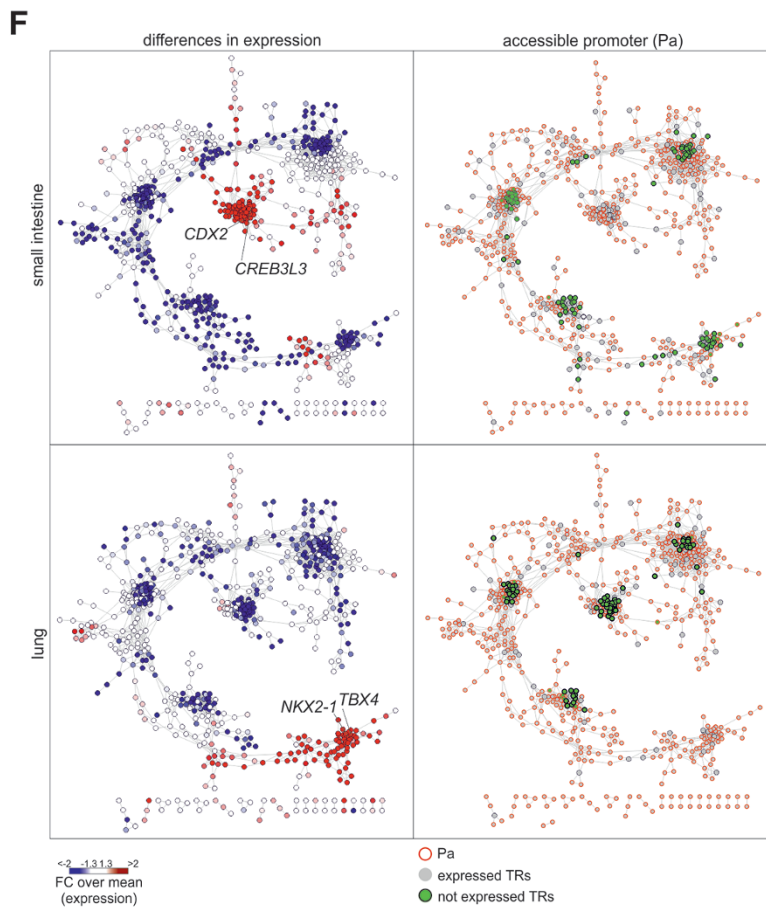 F
differences in expression
accessible promoter (Pa)
small intestine
CDX2
CREB3L3
lung
NKX2-1 TBX4
<-2 -1.3 1.3 >2
FC over mean
(expression)
Pa
expressed TRs
not expressed TRs